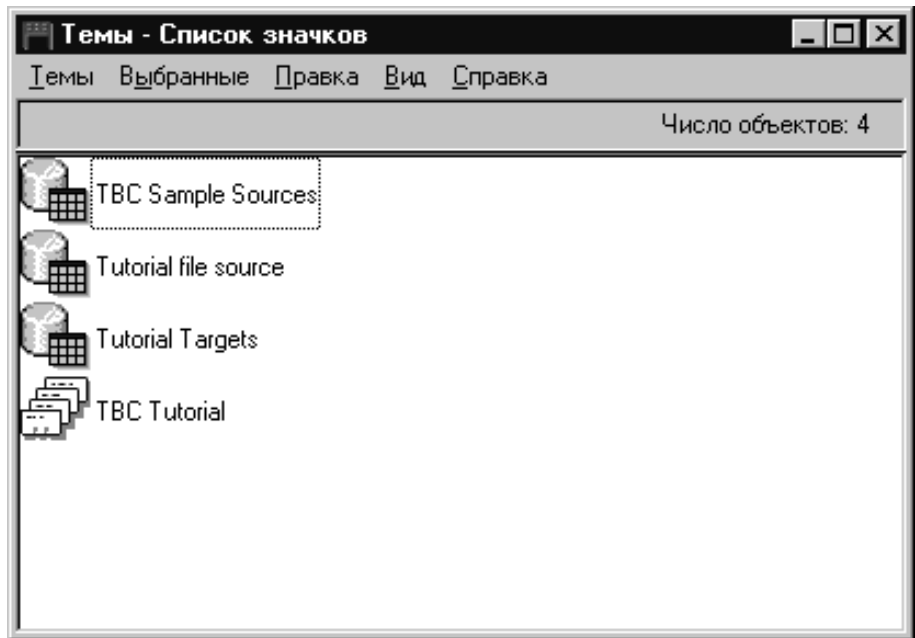 Темы - Список значков
Темы Выбранные Правка Вид Справка
Число объектов: 4
TBC Sample Sources
Tutorial file source
Tutorial Targets
TBC Tutorial